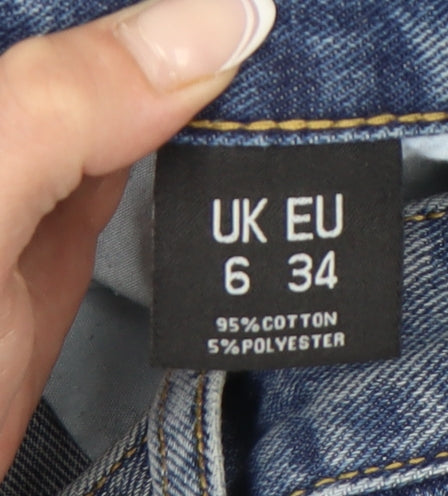 UK EU
6 34
95%COTTON
5%POLYESTER